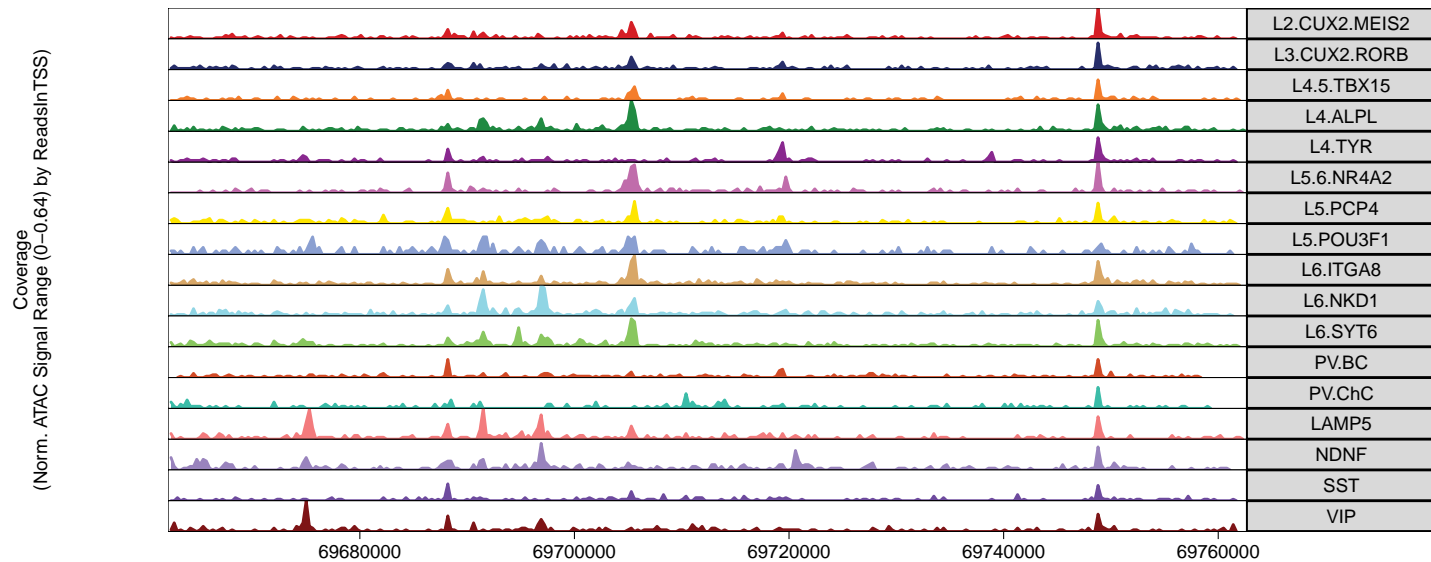 Coverage
(Norm. ATAC Signal Range (0−0.64) by ReadsInTSS)
L2.CUX2.MEIS2
L3.CUX2.RORB
L4.5.TBX15
L4.ALPL
L4.TYR
L5.6.NR4A2
L5.PCP4
L5.POU3F1
L6.ITGA8
L6.NKD1
L6.SYT6
PV.BC
PV.ChC
LAMP5
NDNF
SST
VIP
69680000 69700000 69720000 69740000 69760000